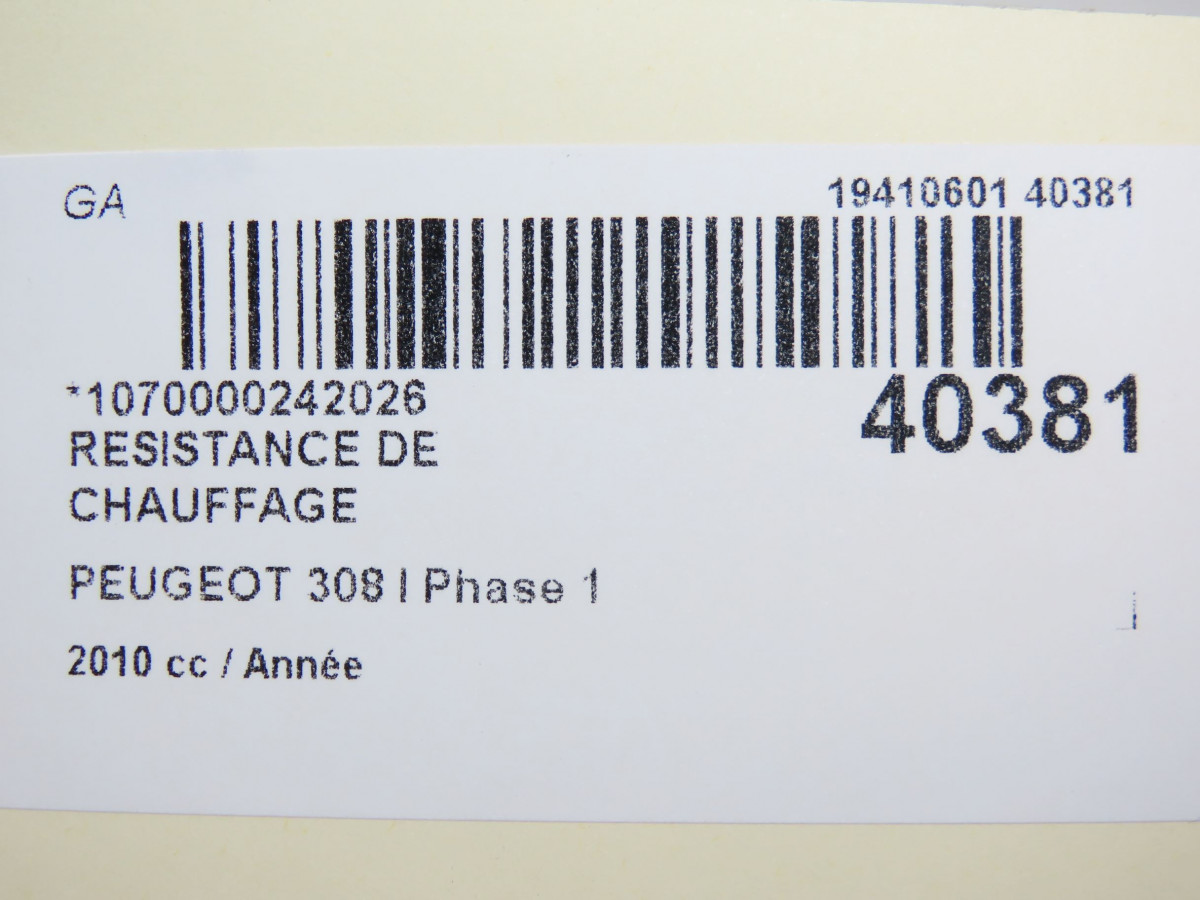 GA
19410601 40381
*1070000242026
40381
RESISTANCE DE
CHAUFFAGE
PEUGEOT 308 I Phase 1
2010 cc / Année